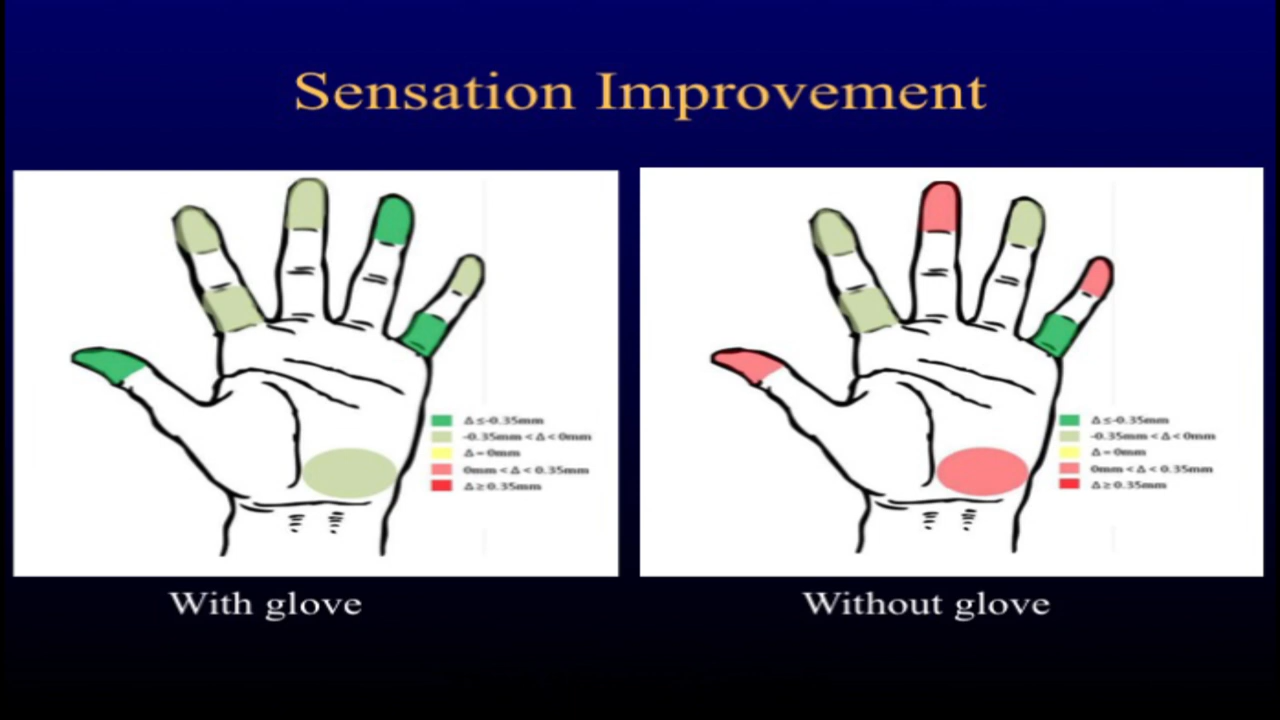 Sensation Improvement
Δ ≤ -0.35mm
-0.35mm < Δ < 0mm
Δ = 0mm
0mm < Δ < 0.35mm
Δ ≥ 0.35mm
Δ ≤ -0.35mm
-0.35mm < Δ < 0mm
Δ = 0mm
0mm < Δ < 0.35mm
Δ ≥ 0.35mm
With glove
Without glove